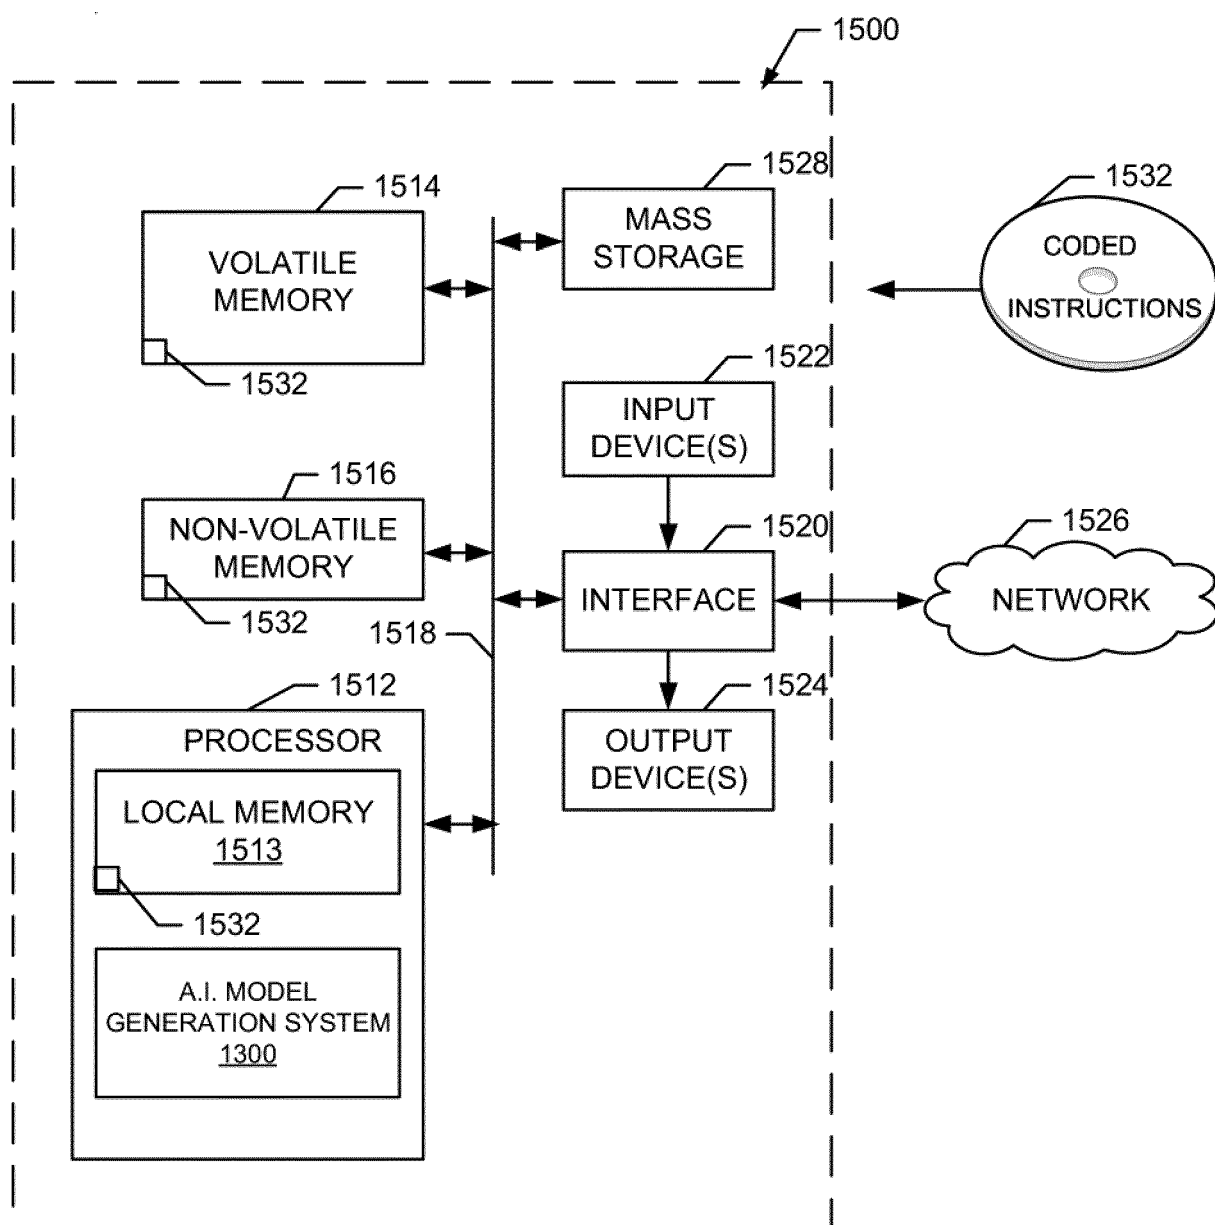 1500
1514
VOLATILE
MEMORY
1532
1528
MASS
STORAGE
1532
CODED
INSTRUCTIONS
1522
INPUT
DEVICE(S)
1516
NON-VOLATILE
MEMORY
1532
1518
1520
INTERFACE
1526
NETWORK
1512
PROCESSOR
LOCAL MEMORY
1513
1532
A.I. MODEL
GENERATION SYSTEM
1300
1524
OUTPUT
DEVICE(S)